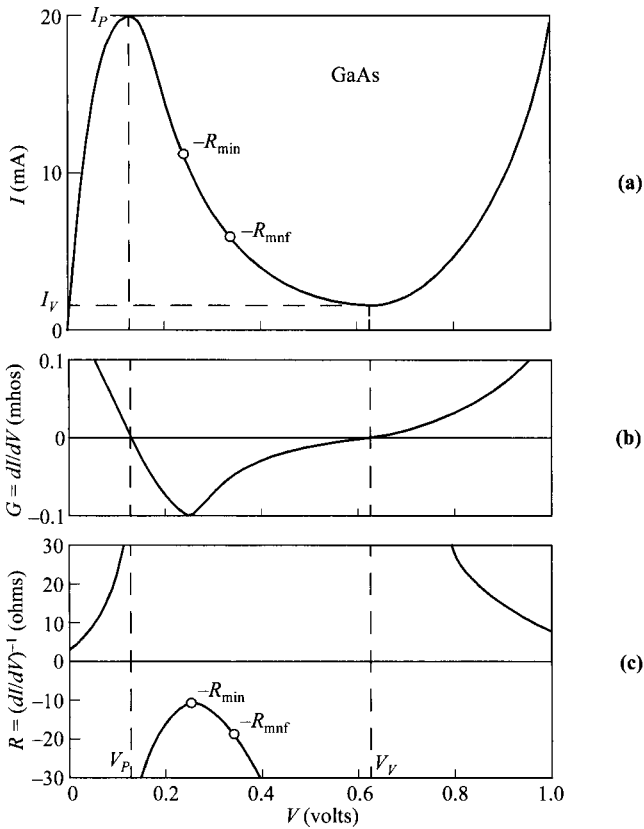 I_P
20
GaAs
−R_min
10
I (mA)
(a)
−R_mnf
I_V
0
0.1
0
−0.1
G = dI/dV (mhos)
(b)
30
20
10
0
−10
−20
−30
R = (dI/dV)⁻¹ (ohms)
(c)
−R_min
−R_mnf
V_P
V_V
0 0.2 0.4 0.6 0.8 1.0
V (volts)